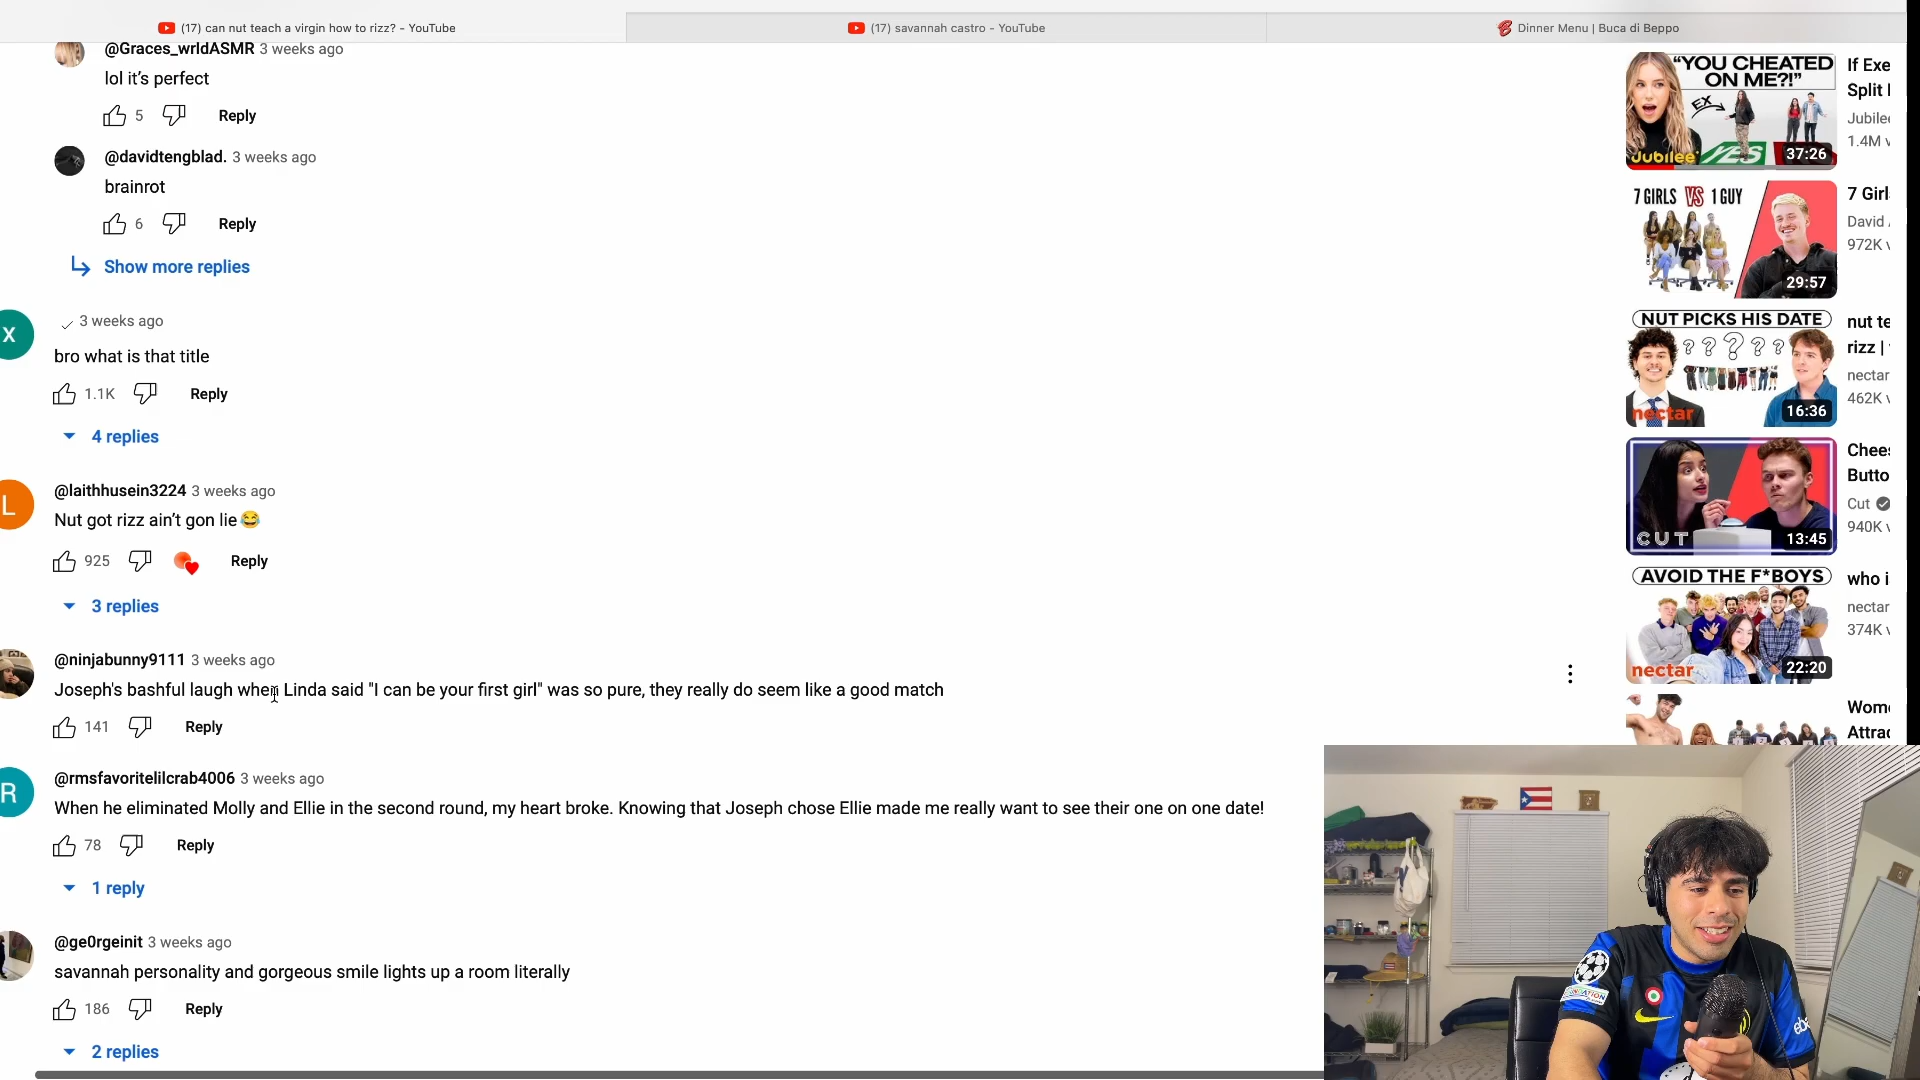 (17) can nut teach a virgin how to rizz? - YouTube
(17) savannah castro - YouTube
Dinner Menu | Buca di Beppo
@Graces_wrldASMR 3 weeks ago
lol it’s perfect
5 Reply
@davidtengblad. 3 weeks ago
brainrot
6 Reply
Show more replies
X
3 weeks ago
bro what is that title
1.1K Reply
4 replies
L
@laithhusein3224 3 weeks ago
Nut got rizz ain’t gon lie😂
925 Reply
3 replies
@ninjabunny9111 3 weeks ago
Joseph's bashful laugh when Linda said "I can be your first girl" was so pure, they really do seem like a good match
141 Reply
R
@rmsfavoritelilcrab4006 3 weeks ago
When he eliminated Molly and Ellie in the second round, my heart broke. Knowing that Joseph chose Ellie made me really want to see their one on one date!
78 Reply
1 reply
@ge0rgeinit 3 weeks ago
savannah personality and gorgeous smile lights up a room literally
186 Reply
2 replies
"YOU CHEATED
ON ME?!"
EX
Jubilee
YES
37:26
If Exe
Split
Jubile
1.4M v
7 GIRLS VS 1 GUY
29:57
7 Girl
David
972K v
NUT PICKS HIS DATE
? ? ? ? ?
nectar
16:36
nut te
rizz |
nectar
462K v
CUT
13:45
Chees
Butto
Cut
940K v
AVOID THE F*BOYS
nectar
22:20
who i
nectar
374K v
Wome
Attrac